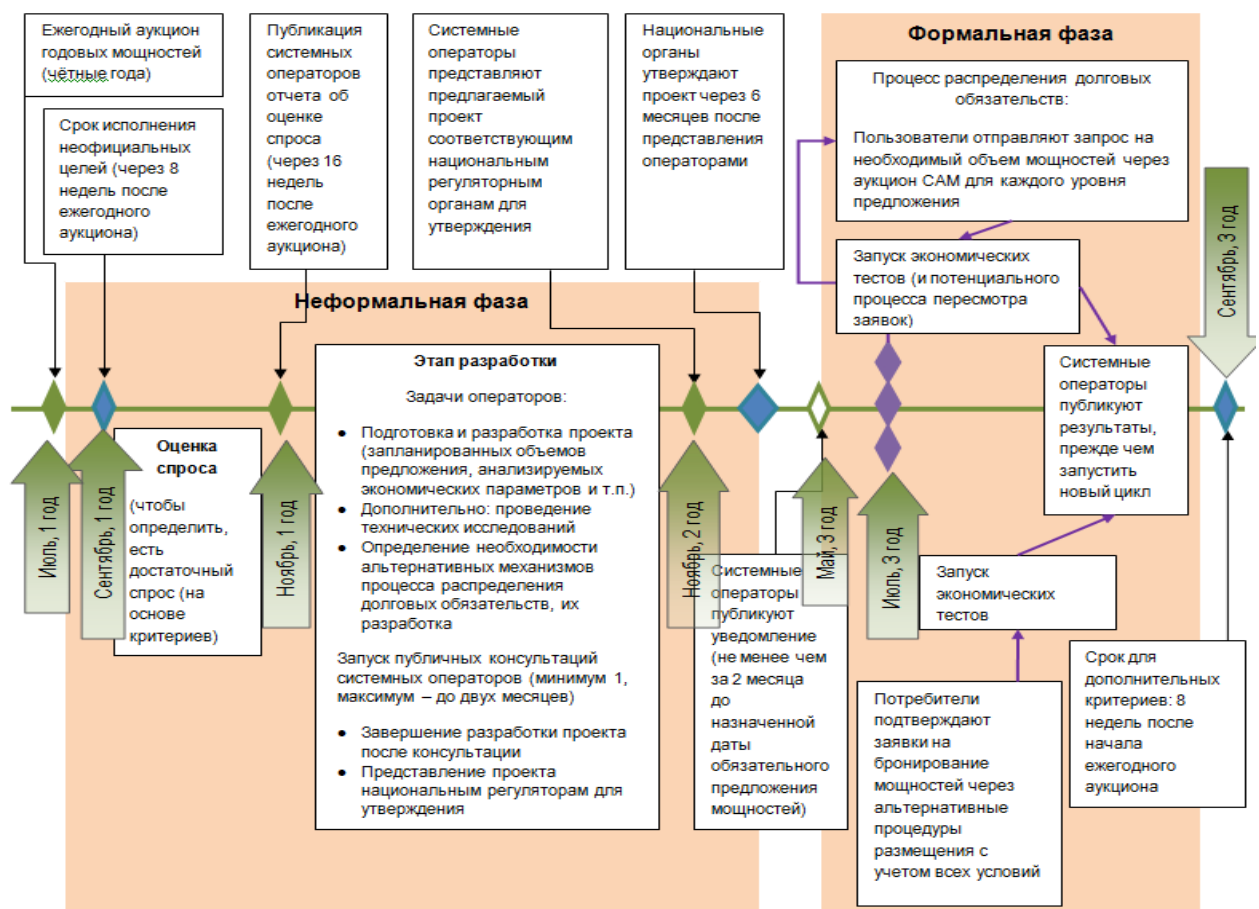 Ежегодный аукцион
годовых мощностей
(чётные года)
Срок исполнения
неофициальных
целей (через 8
недель после
ежегодного
аукциона)
Публикация
системных
операторов
отчета об
оценке спроса
(через 16
недель
после
ежегодного
аукциона)
Системные
операторы
представляют
предлагаемый
проект
соответствующим
национальным
регуляторным
органам для
утверждения
Национальные
органы
утверждают
проект через 6
месяцев после
представления
операторами
Формальная фаза
Процесс распределения долговых
обязательств:
Пользователи отправляют запрос на
необходимый объем мощностей через
аукцион САМ для каждого уровня
предложения
Запуск экономических
тестов (и потенциального
процесса пересмотра
заявок)
Сентябрь, 3 год
Неформальная фаза
Этап разработки
Задачи операторов:
● Подготовка и разработка проекта
(запланированных объемов
предложения, анализируемых
экономических параметров и т.п.)
● Дополнительно: проведение
технических исследований
● Определение необходимости
альтернативных механизмов
процесса распределения
долговых обязательств, их
разработка
Запуск публичных консультаций
системных операторов (минимум 1,
максимум – до двух месяцев)
● Завершение разработки проекта
после консультации
● Представление проекта
национальным регуляторам для
утверждения
Системные
операторы
публикуют
результаты,
прежде чем
запустить
новый цикл
Июль, 1 год
Сентябрь, 1 год
Оценка
спроса
(чтобы
определить,
есть
достаточный
спрос (на
основе
критериев)
Ноябрь, 1 год
Ноябрь, 2 год
Май, 3 год
Июль, 3 год
Системные
операторы
публикуют
уведомление
(не менее чем
за 2 месяца
до
назначенной
даты
обязательного
предложения
мощностей)
Запуск
экономических
тестов
Потребители
подтверждают
заявки на
бронирование
мощностей через
альтернативные
процедуры
размещения с
учетом всех условий
Срок для
дополнительных
критериев: 8
недель после
начала
ежегодного
аукциона